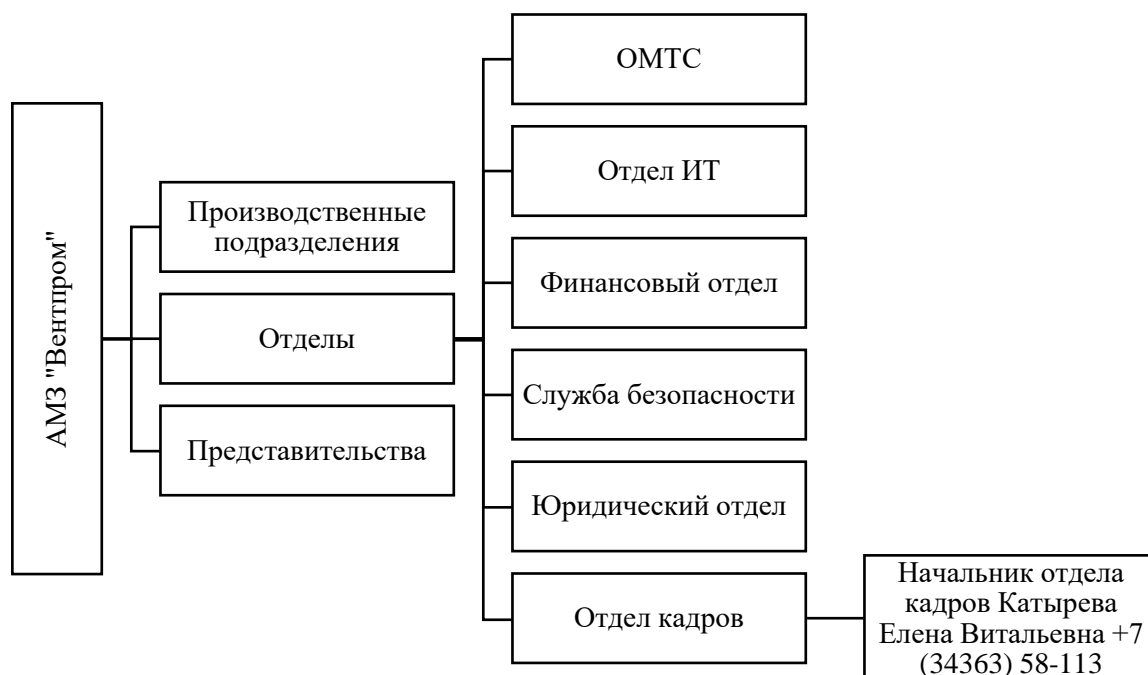 АМЗ "Вентпром"
Производственные
подразделения
Отделы
Представительства
ОМТС
Отдел ИТ
Финансовый отдел
Служба безопасности
Юридический отдел
Отдел кадров
Начальник отдела
кадров Катырева
Елена Витальевна +7
(34363) 58-113